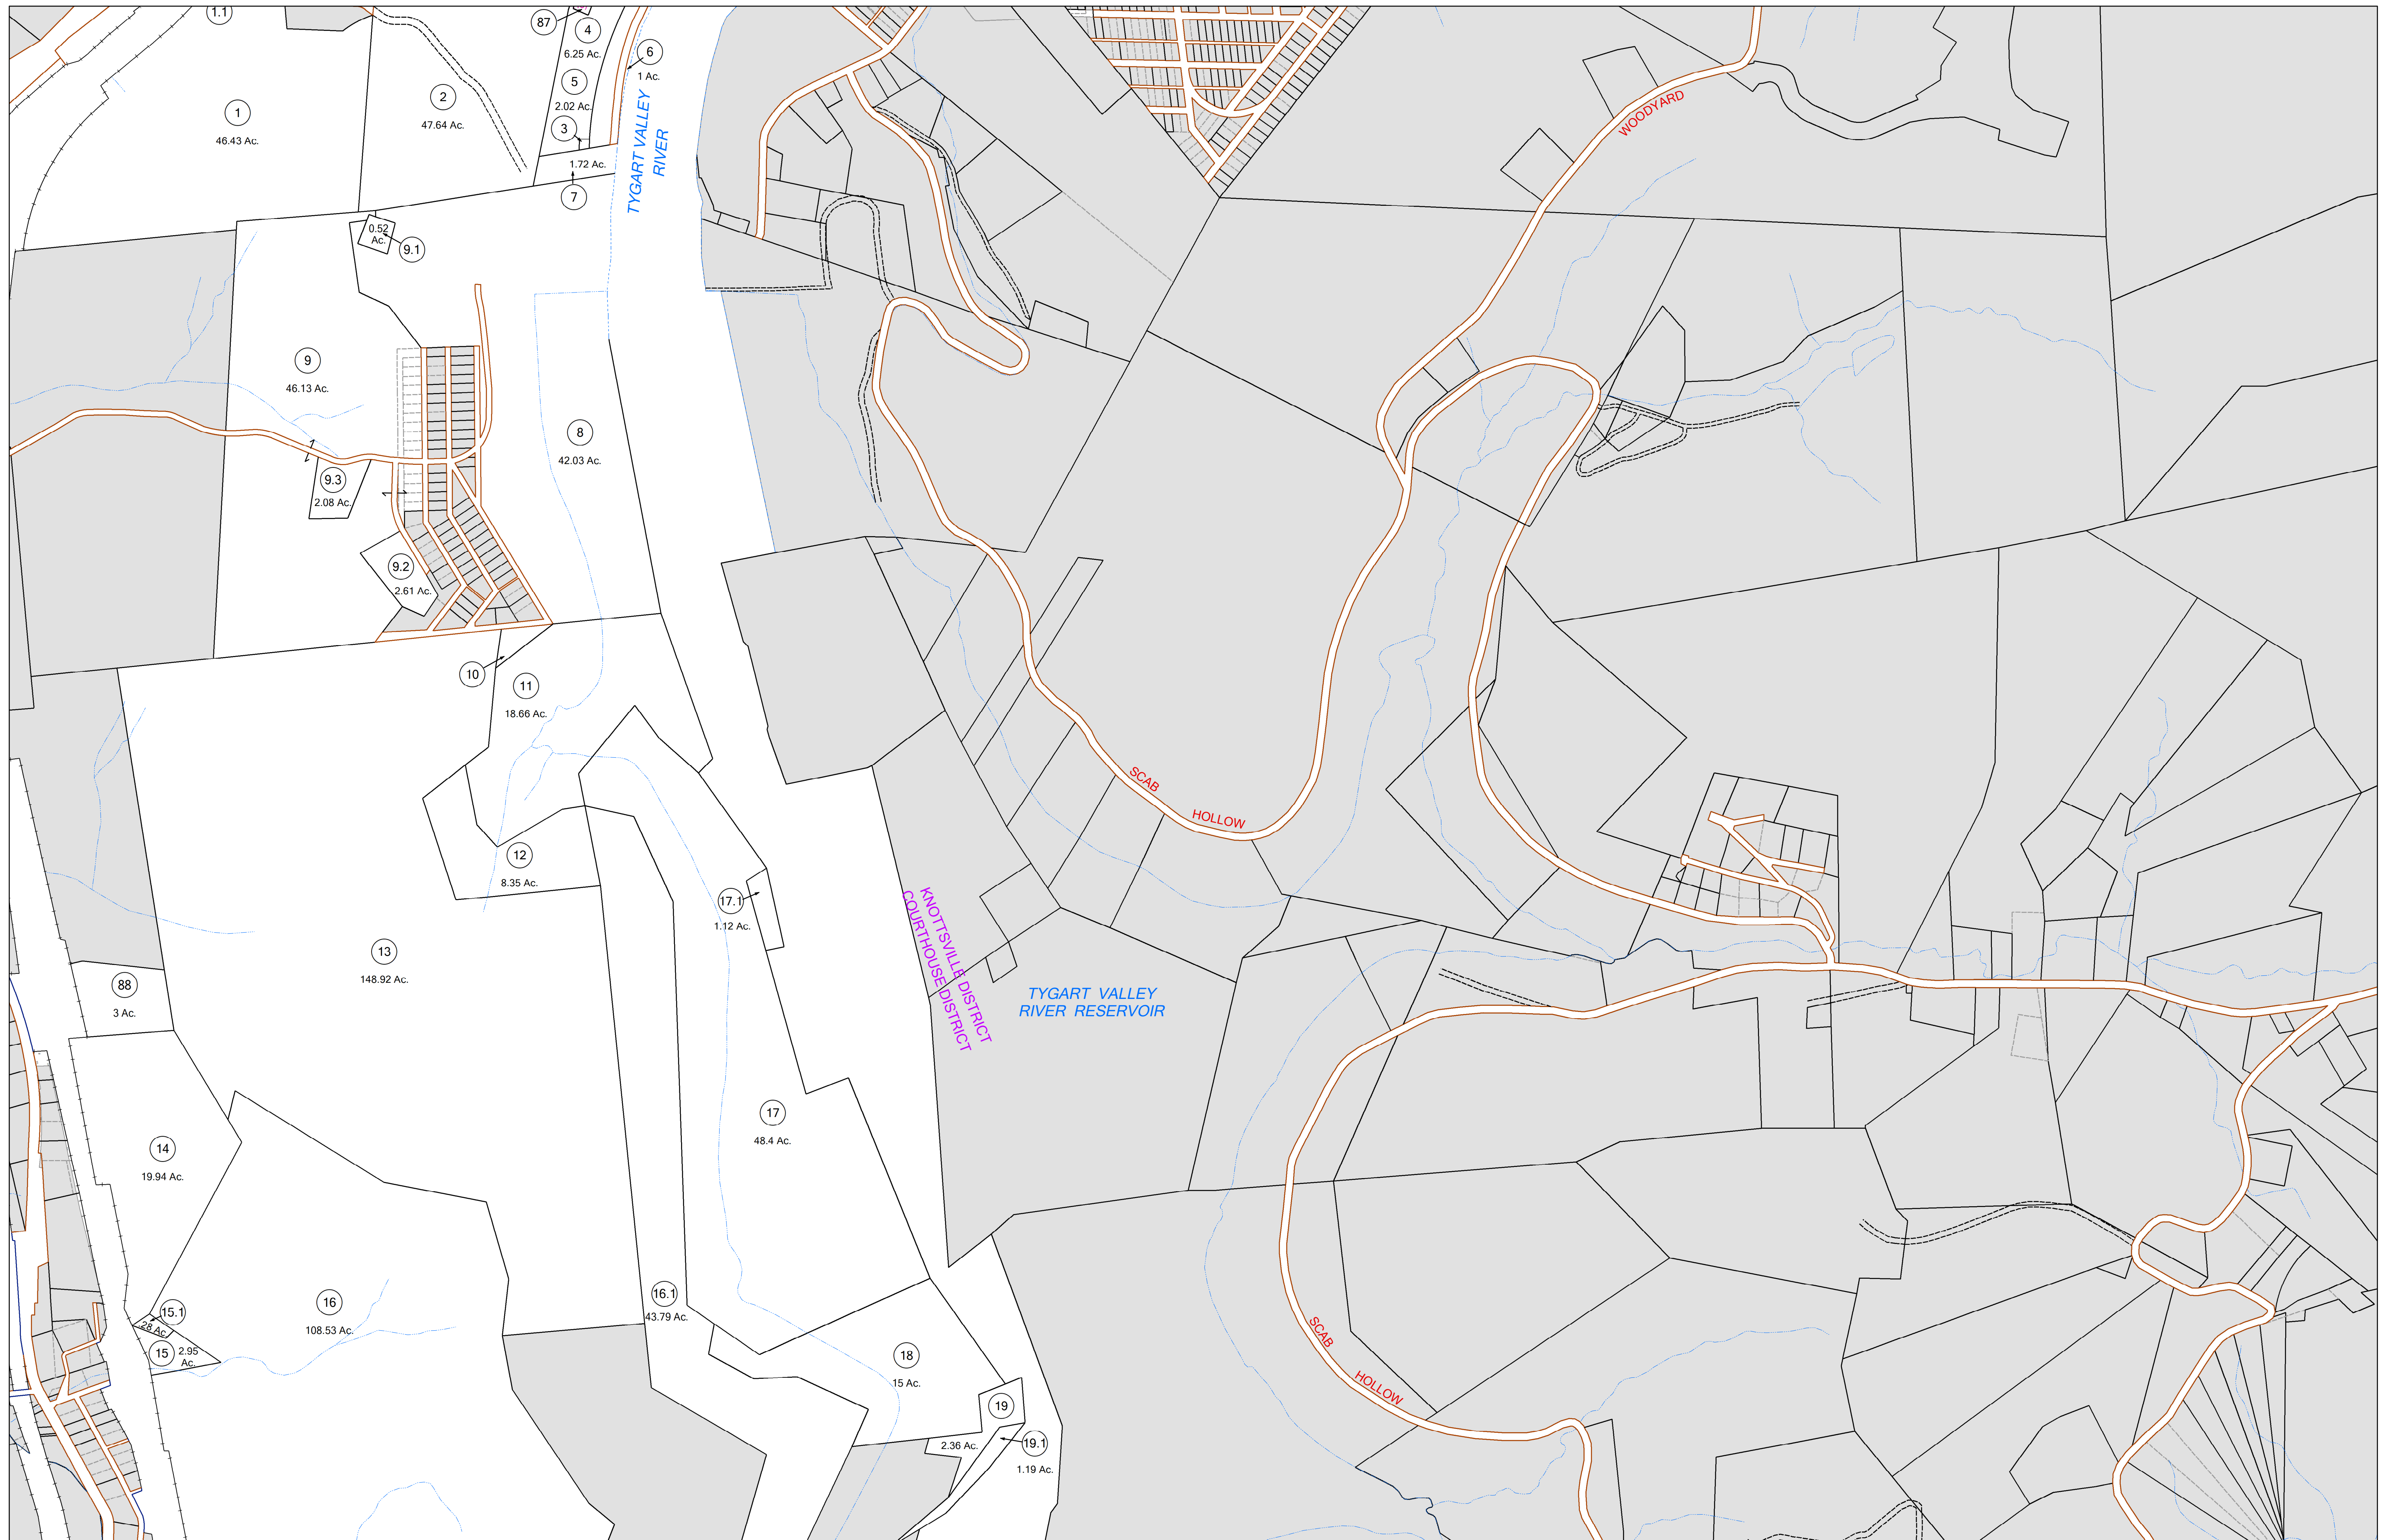 1.1
87
4
6.25 Ac.
6
1 Ac.
5
2.02 Ac.
3
1.72 Ac.
7
1
46.43 Ac.
2
47.64 Ac.
TYGART VALLEY
RIVER
WOODYARD
0.52
Ac.
9.1
9
46.13 Ac.
8
42.03 Ac.
9.3
2.08 Ac.
9.2
2.61 Ac.
10
11
18.66 Ac.
SCAB
HOLLOW
12
8.35 Ac.
17.1
1.12 Ac.
KNOTTSVILLE DISTRICT
COURTHOUSE DISTRICT
13
148.92 Ac.
88
3 Ac.
TYGART VALLEY
RIVER RESERVOIR
17
48.4 Ac.
14
19.94 Ac.
16.1
43.79 Ac.
16
108.53 Ac.
15.1
.28 Ac.
15
2.95
Ac.
18
15 Ac.
SCAB
HOLLOW
19
2.36 Ac.
19.1
1.19 Ac.